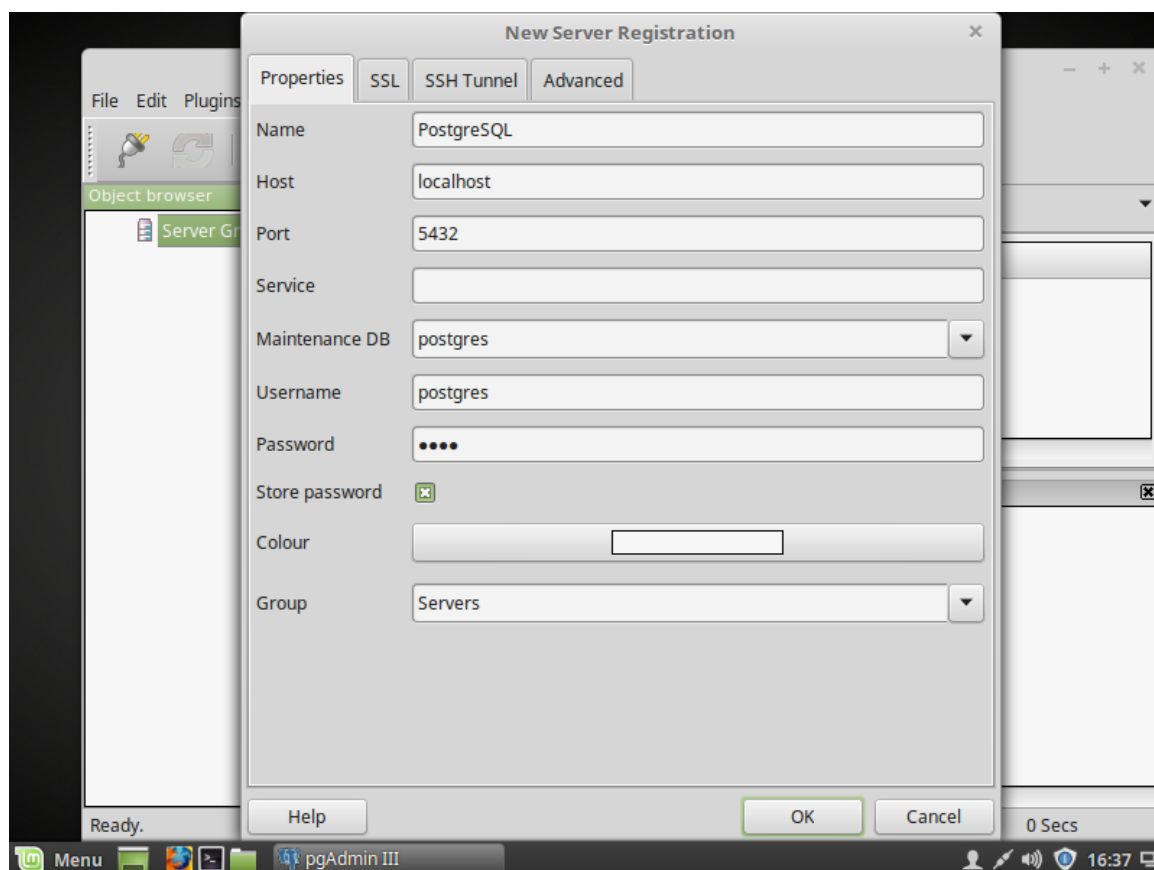 New Server Registration
Properties SSL SSH Tunnel Advanced
File Edit Plugins
Name PostgreSQL
Host localhost
Object browser
Server Gr
Port 5432
Service
Maintenance DB postgres
Username postgres
Password ••••
Store password
Colour
Group Servers
Help OK Cancel
Ready. 0 Secs
Menu pgAdmin III 16:37